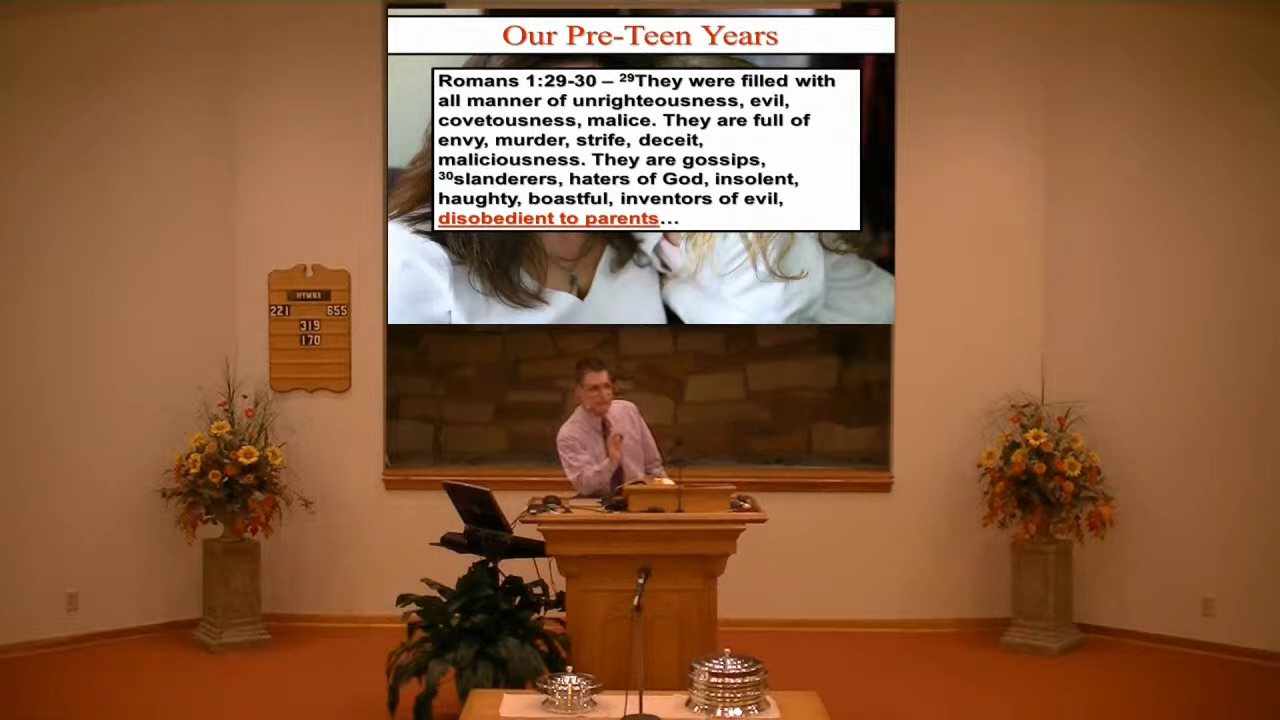 Our Pre-Teen Years
Romans 1:29-30 – ²⁹They were filled with
all manner of unrighteousness, evil,
covetousness, malice. They are full of
envy, murder, strife, deceit,
maliciousness. They are gossips,
³⁰slanderers, haters of God, insolent,
haughty, boastful, inventors of evil,
disobedient to parents…
HYMNS
221 655
319
170